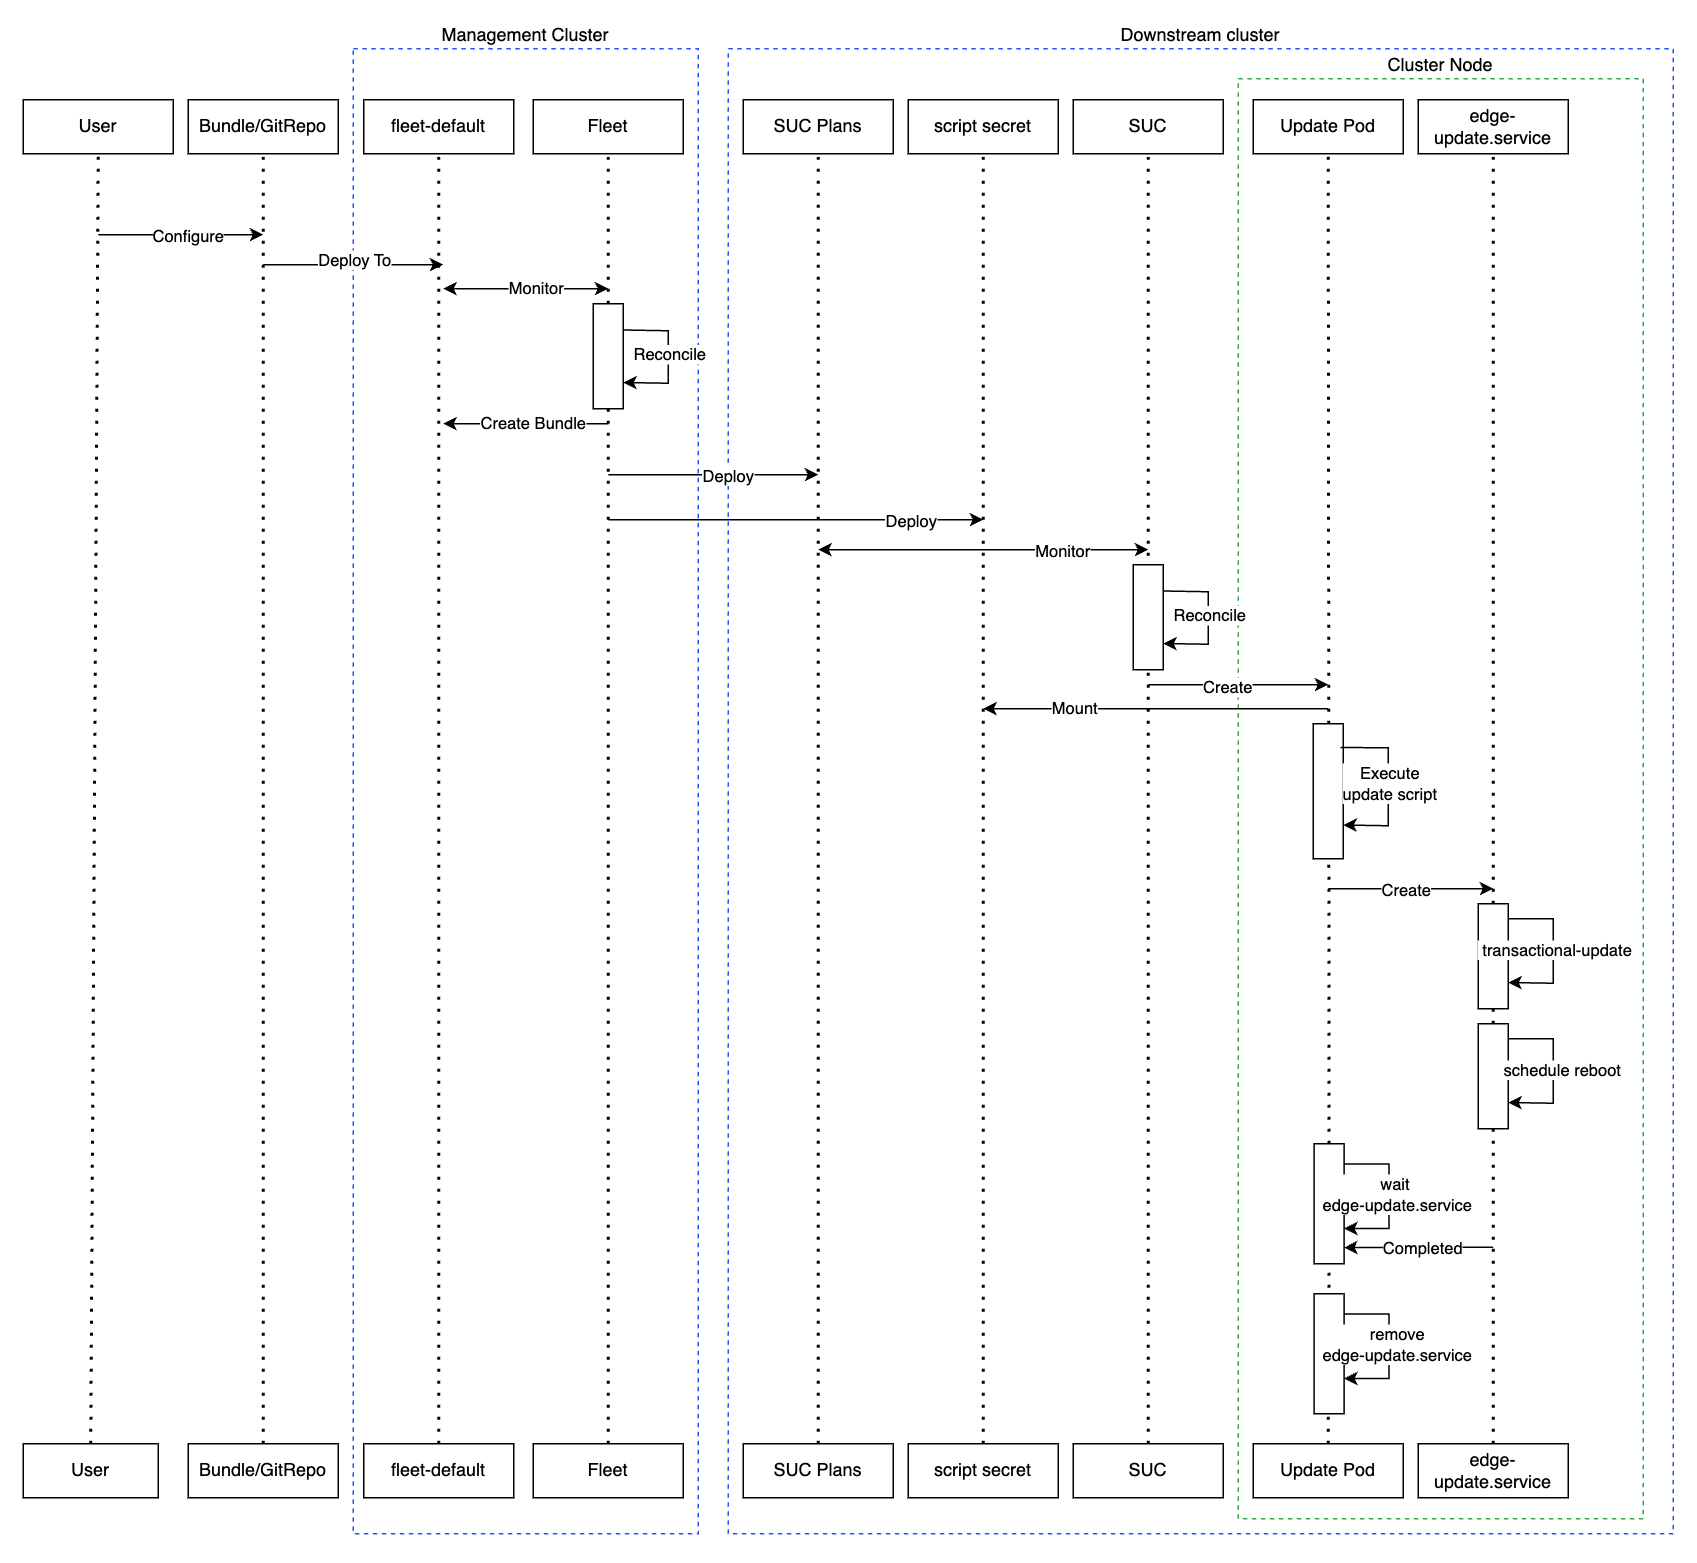 Management Cluster
Downstream cluster
Cluster Node
User
Bundle/GitRepo
fleet-default
Fleet
SUC Plans
script secret
SUC
Update Pod
edge-
update.service
Configure
Deploy To
Monitor
Reconcile
Create Bundle
Deploy
Deploy
Monitor
Reconcile
Create
Mount
Execute
update script
Create
transactional-update
schedule reboot
wait
edge-update.service
Completed
remove
edge-update.service
User
Bundle/GitRepo
fleet-default
Fleet
SUC Plans
script secret
SUC
Update Pod
edge-
update.service